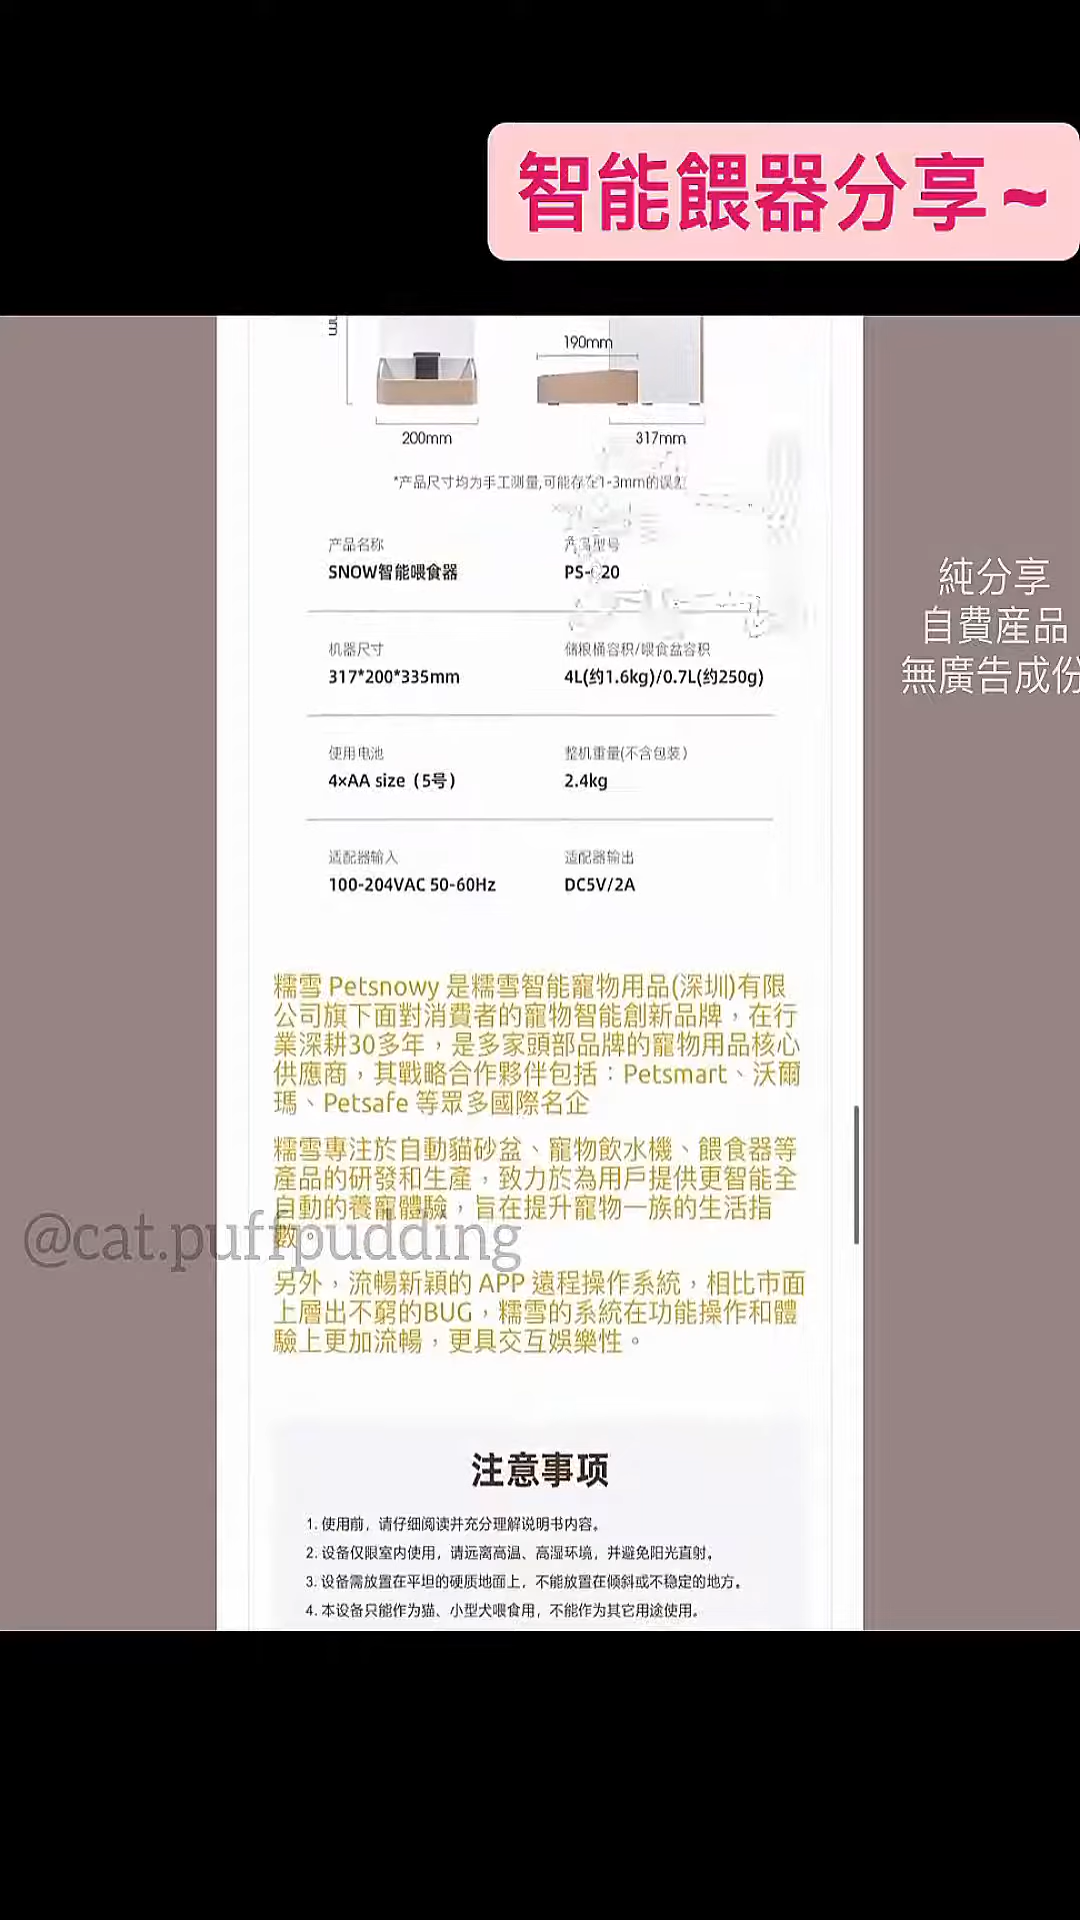 智能餵器分享~
mm
190mm
200mm
317mm
*产品尺寸均为手工测量,可能存在1-3mm的误差
产品名称
产品型号
SNOW智能喂食器
机器尺寸
储粮桶容积/喂食盆容积
317*200*335mm
4L(约1.6kg)/0.7L(约250g)
使用电池
整机重量(不含包装)
4×AA size（5号）
2.4kg
适配器输入
适配器输出
100-204VAC 50-60Hz
DC5V/2A
純分享
自費産品
無廣告成份
糯雪 Petsnowy 是糯雪智能寵物用品(深圳)有限
公司旗下面對消費者的寵物智能創新品牌，在行
業深耕30多年，是多家頭部品牌的寵物用品核心
供應商，其戰略合作夥伴包括：Petsmart、沃爾
瑪、Petsafe 等眾多國際名企
糯雪專注於自動貓砂盆、寵物飲水機、餵食器等
產品的研發和生產，致力於為用戶提供更智能全
自動的養寵體驗，旨在提升寵物一族的生活指
數。
@cat.puffpudding
另外，流暢新穎的 APP 遠程操作系統，相比市面
上層出不窮的BUG，糯雪的系統在功能操作和體
驗上更加流暢，更具交互娛樂性。
注意事项
1. 使用前，请仔细阅读并充分理解说明书内容。
2. 设备仅限室内使用，请远离高温、高湿环境，并避免阳光直射。
3. 设备需放置在平坦的硬质地面上，不能放置在倾斜或不稳定的地方。
4. 本设备只能作为猫、小型犬喂食用，不能作为其它用途使用。